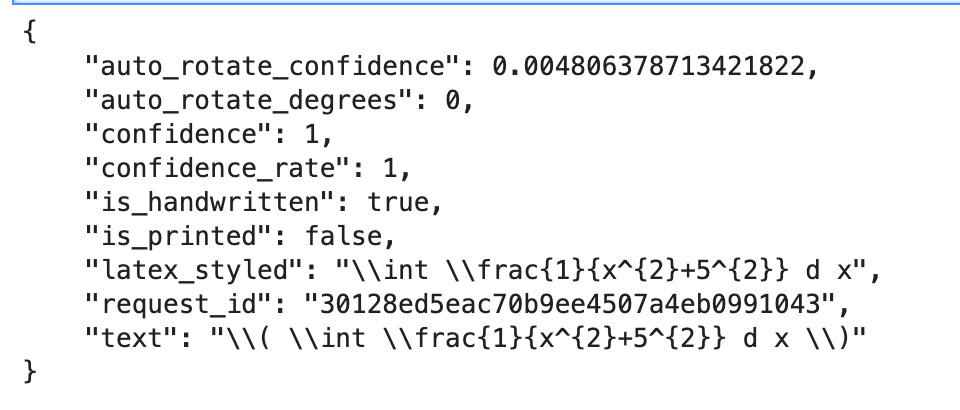 {
    "auto_rotate_confidence": 0.004806378713421822,
    "auto_rotate_degrees": 0,
    "confidence": 1,
    "confidence_rate": 1,
    "is_handwritten": true,
    "is_printed": false,
    "latex_styled": "\\int \\frac{1}{x^{2}+5^{2}} d x",
    "request_id": "30128ed5eac70b9ee4507a4eb0991043",
    "text": "\\( \\int \\frac{1}{x^{2}+5^{2}} d x \\)"
}